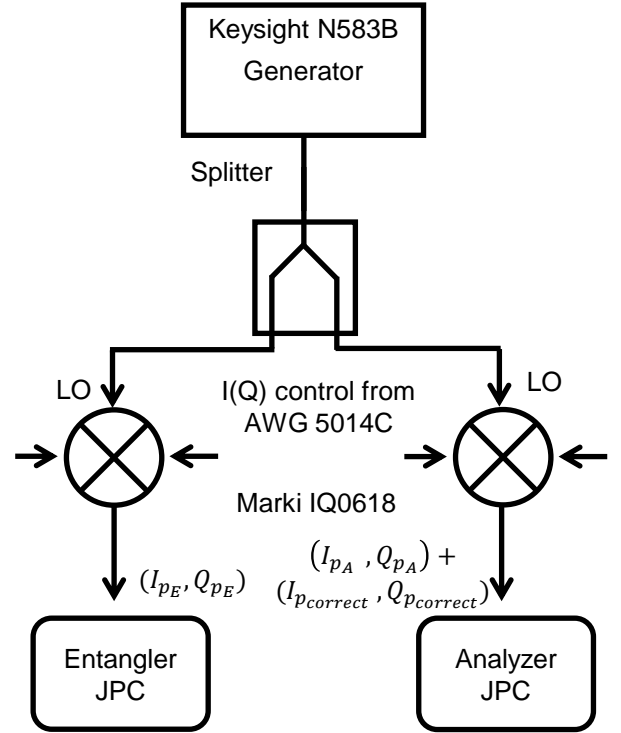 Keysight N583B
Generator
Splitter
LO
LO
I(Q) control from
AWG 5014C
Marki IQ0618
(I_{p_E}, Q_{p_E})
(I_{p_A} , Q_{p_A}) +
(I_{p_{correct}} , Q_{p_{correct}})
Entangler
JPC
Analyzer
JPC